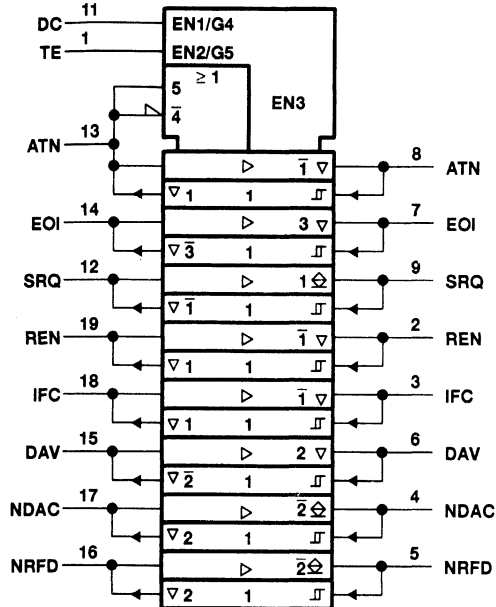 DC 11 EN1/G4
TE 1 EN2/G5
≥ 1
5
EN3
4̅
ATN 13
▷ 1̅ ▽ 8 ATN
▽ 1 1
EOI 14 ▷ 3 ▽ 7 EOI
▽ 3̅ 1
SRQ 12 ▷ 1 9 SRQ
▽ 1̅ 1
REN 19 ▷ 1̅ ▽ 2 REN
▽ 1 1
IFC 18 ▷ 1̅ ▽ 3 IFC
▽ 1 1
DAV 15 ▷ 2 ▽ 6 DAV
▽ 2̅ 1
NDAC 17 ▷ 2̅ 4 NDAC
▽ 2 1
NRFD 16 ▷ 2̅ 5 NRFD
▽ 2 1